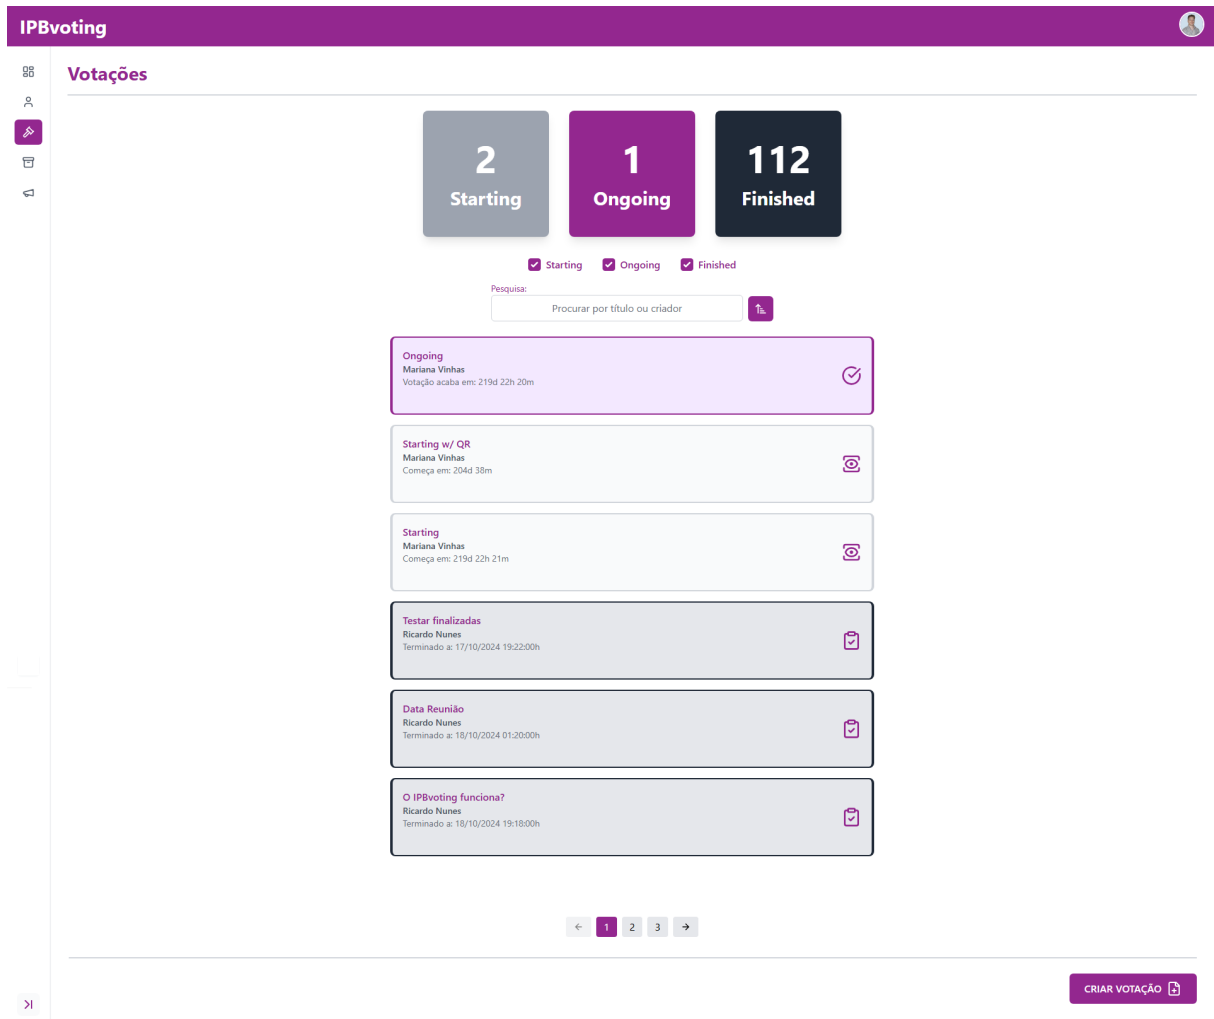 IPBvoting
Votações
2
Starting
1
Ongoing
112
Finished
Starting
Ongoing
Finished
Pesquisa:
Procurar por título ou criador
Ongoing
Mariana Vinhas
Votação acaba em: 219d 22h 20m
Starting w/ QR
Mariana Vinhas
Começa em: 204d 38m
Starting
Mariana Vinhas
Começa em: 219d 22h 21m
Testar finalizadas
Ricardo Nunes
Terminado a: 17/10/2024 19:22:00h
Data Reunião
Ricardo Nunes
Terminado a: 18/10/2024 01:20:00h
O IPBvoting funciona?
Ricardo Nunes
Terminado a: 18/10/2024 19:18:00h
1 2 3
CRIAR VOTAÇÃO